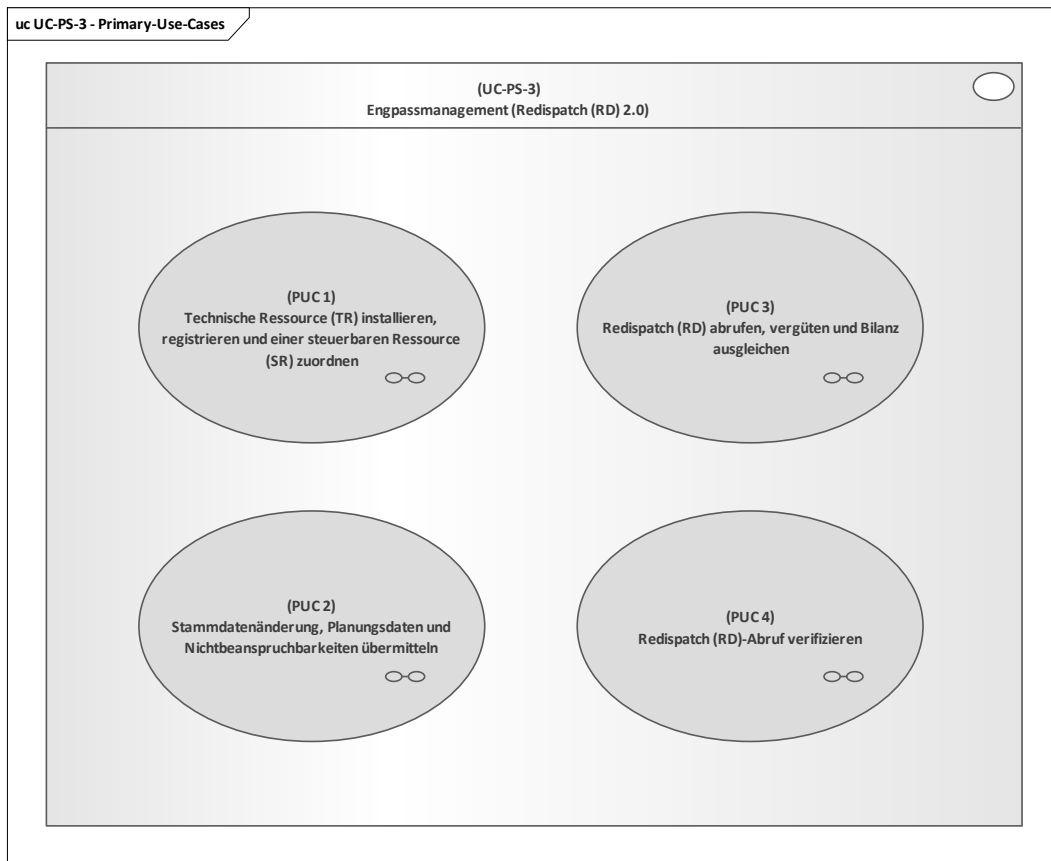 uc UC-PS-3 - Primary-Use-Cases
(UC-PS-3)
Engpassmanagement (Redispatch (RD) 2.0)
(PUC 1)
Technische Ressource (TR) installieren,
registrieren und einer steuerbaren Ressource
(SR) zuordnen
(PUC 3)
Redispatch (RD) abrufen, vergüten und Bilanz
ausgleichen
(PUC 2)
Stammdatenänderung, Planungsdaten und
Nichtbeanspruchbarkeiten übermitteln
(PUC 4)
Redispatch (RD)-Abruf verifizieren